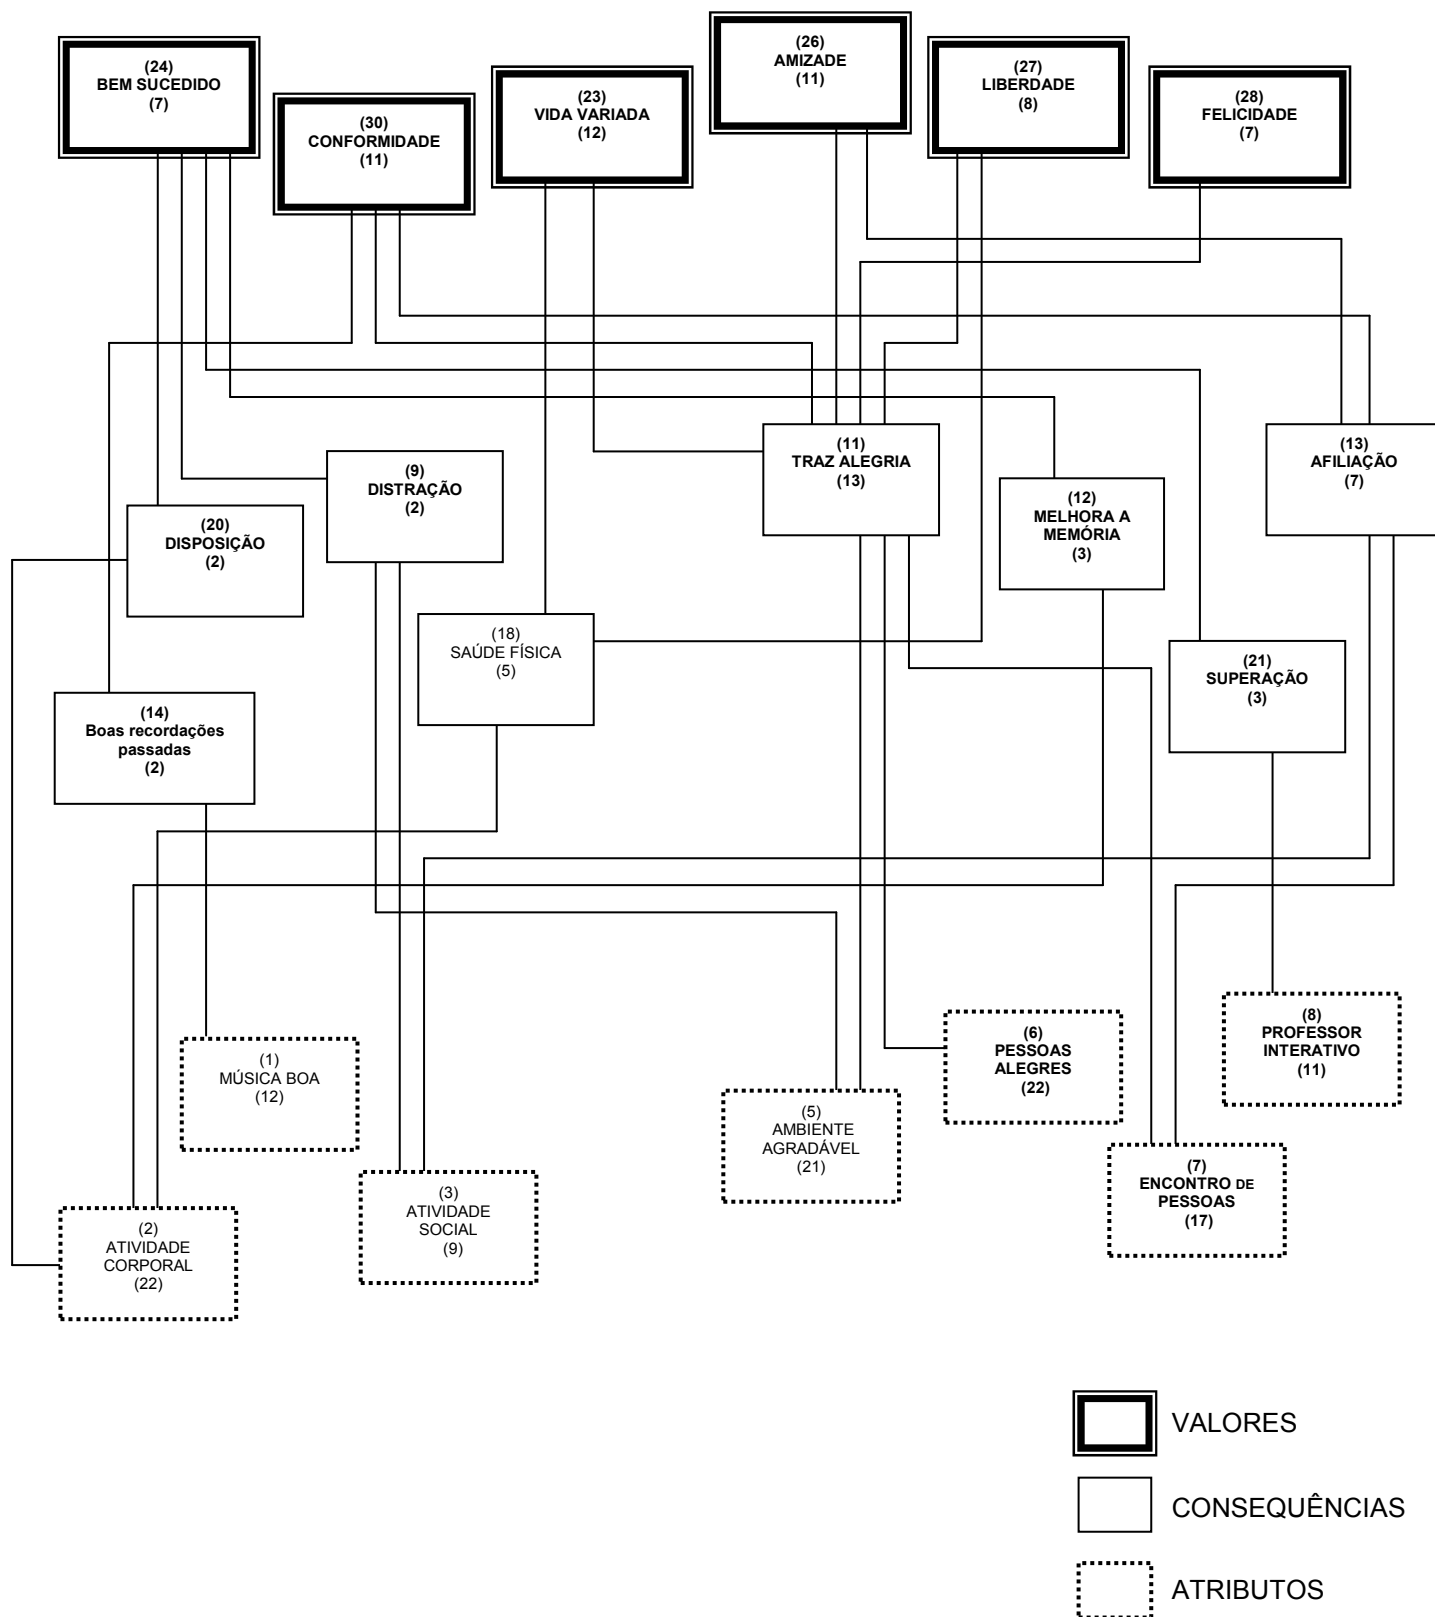 (24)
BEM SUCEDIDO
(7)
(30)
CONFORMIDADE
(11)
(23)
VIDA VARIADA
(12)
(26)
AMIZADE
(11)
(27)
LIBERDADE
(8)
(28)
FELICIDADE
(7)
(20)
DISPOSIÇÃO
(2)
(9)
DISTRAÇÃO
(2)
(11)
TRAZ ALEGRIA
(13)
(12)
MELHORA A
MEMÓRIA
(3)
(13)
AFILIAÇÃO
(7)
(14)
Boas recordações
passadas
(2)
(18)
SAÚDE FÍSICA
(5)
(21)
SUPERAÇÃO
(3)
(1)
MÚSICA BOA
(12)
(2)
ATIVIDADE
CORPORAL
(22)
(3)
ATIVIDADE
SOCIAL
(9)
(5)
AMBIENTE
AGRADÁVEL
(21)
(6)
PESSOAS
ALEGRES
(22)
(7)
ENCONTRO DE
PESSOAS
(17)
(8)
PROFESSOR
INTERATIVO
(11)
VALORES
CONSEQUÊNCIAS
ATRIBUTOS